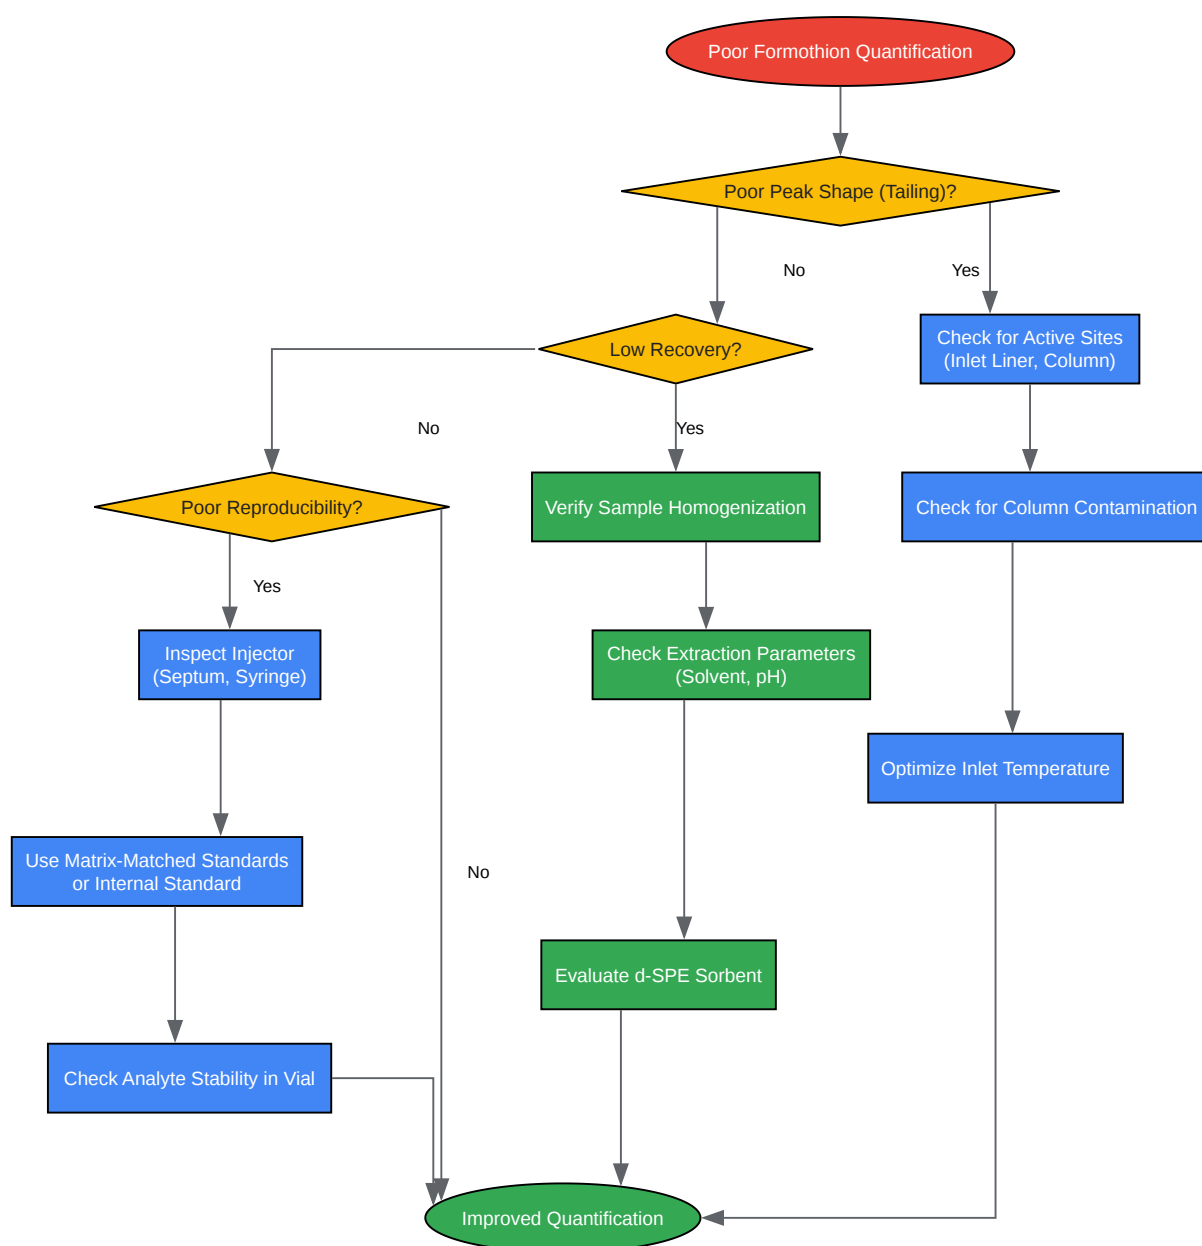 Poor Formothion Quantification
Poor Peak Shape (Tailing)?
No
Yes
Low Recovery?
Check for Active Sites
(Inlet Liner, Column)
No
Yes
Poor Reproducibility?
Verify Sample Homogenization
Check for Column Contamination
Yes
Inspect Injector
(Septum, Syringe)
Check Extraction Parameters
(Solvent, pH)
Optimize Inlet Temperature
Use Matrix-Matched Standards
or Internal Standard
No
Evaluate d-SPE Sorbent
Check Analyte Stability in Vial
Improved Quantification